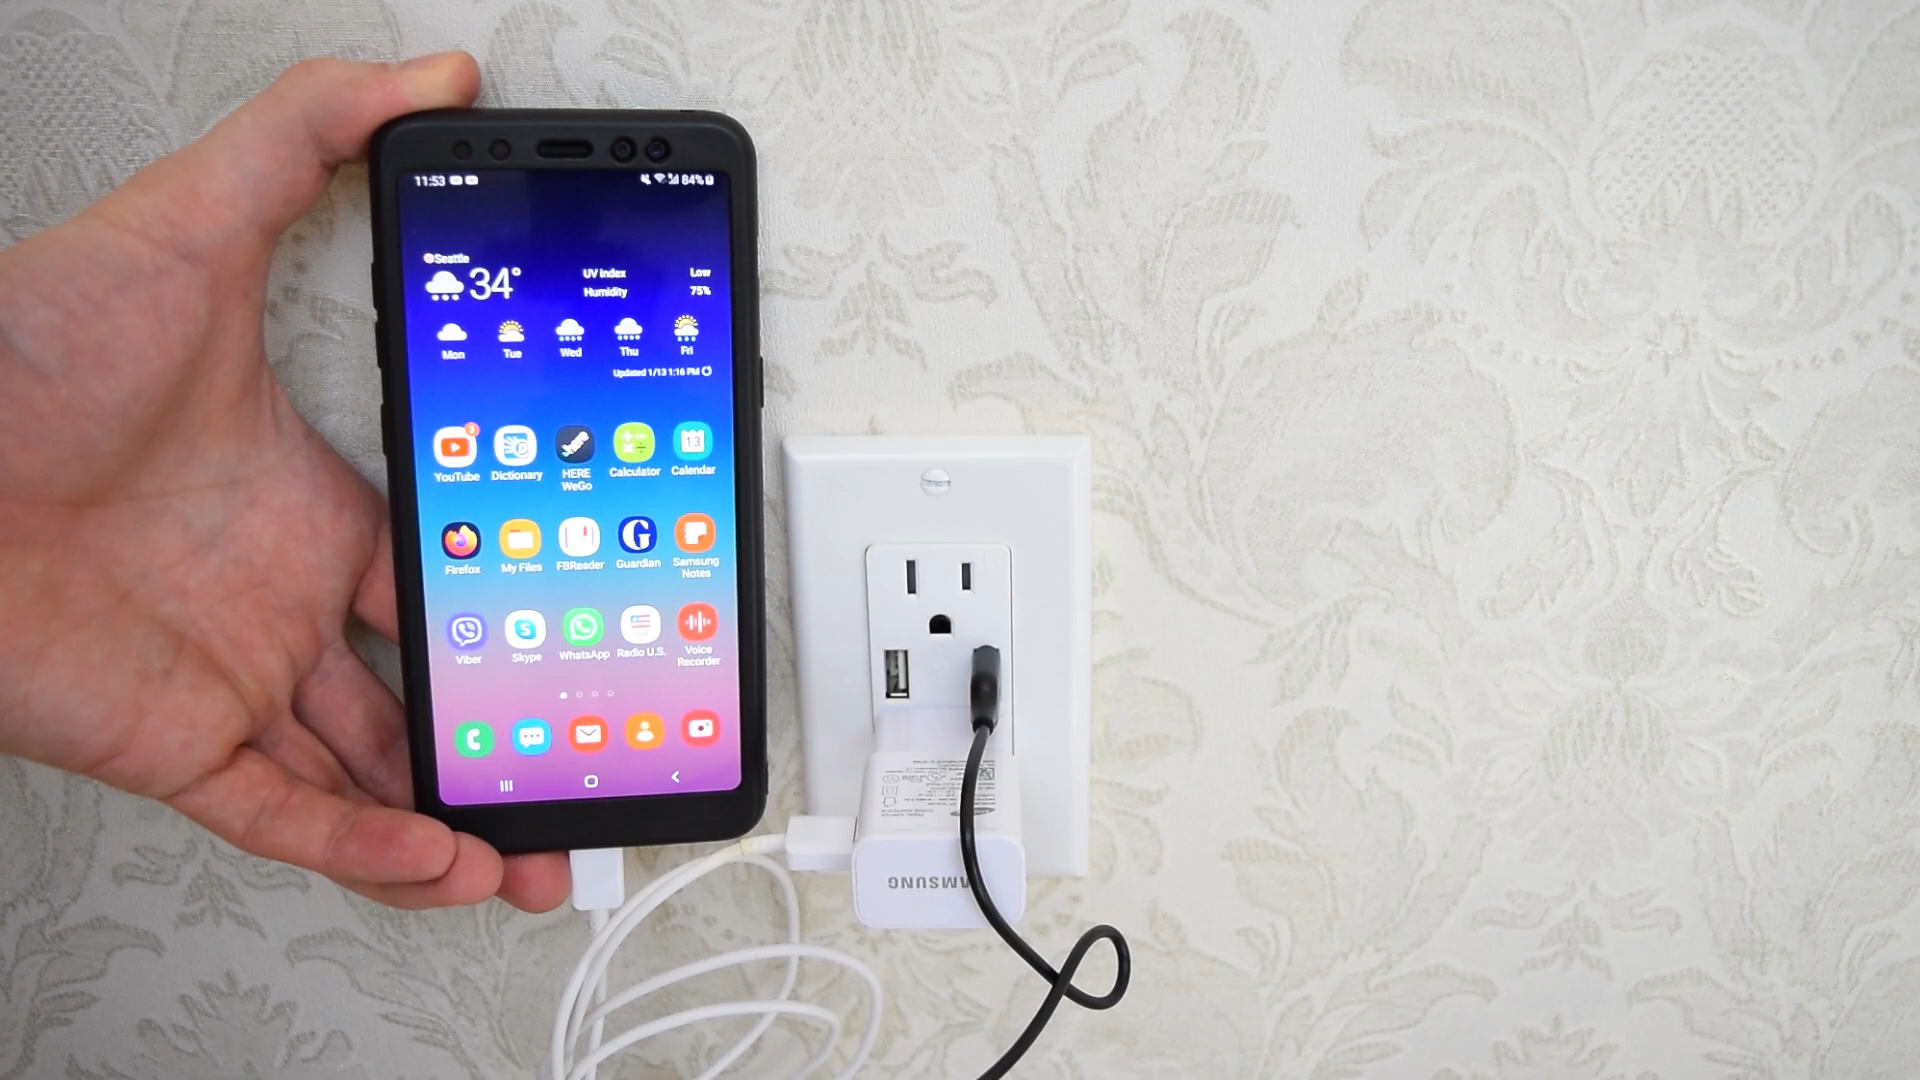 11:53 84%
Seattle
34°
UV index Low
Humidity 75%
Mon Tue Wed Thu Fri
Updated 1/13 1:16 PM
3
13
YouTube Dictionary HERE WeGo Calculator Calendar
G
Firefox My Files FBReader Guardian Samsung Notes
S
Viber Skype WhatsApp Radio U.S. Voice Recorder
SAMSUNG